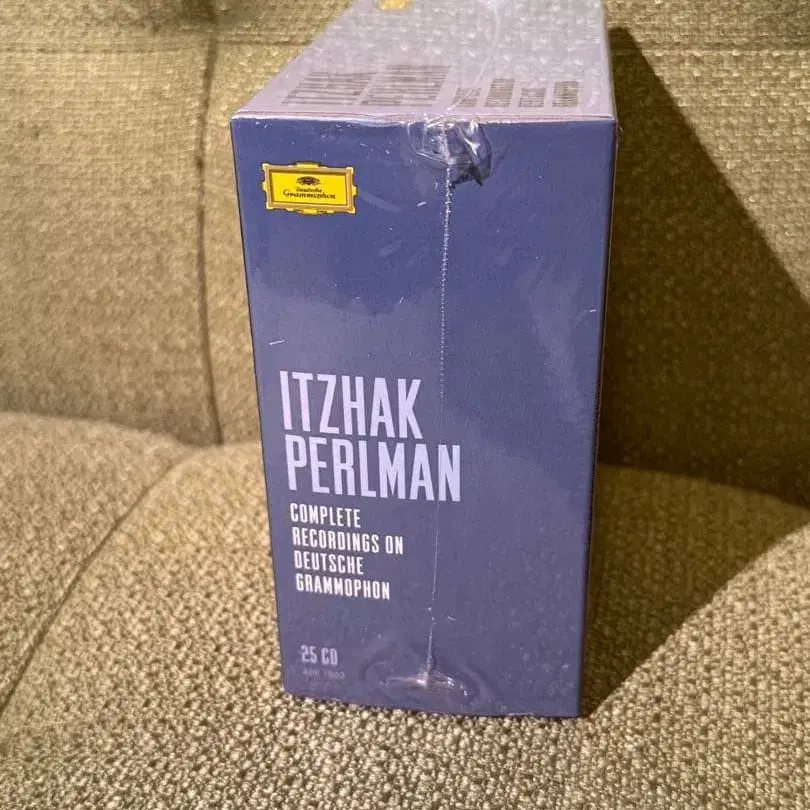 Deutsche
Grammophon
ITZHAK
PERLMAN
COMPLETE
RECORDINGS ON
DEUTSCHE
GRAMMOPHON
25 CD